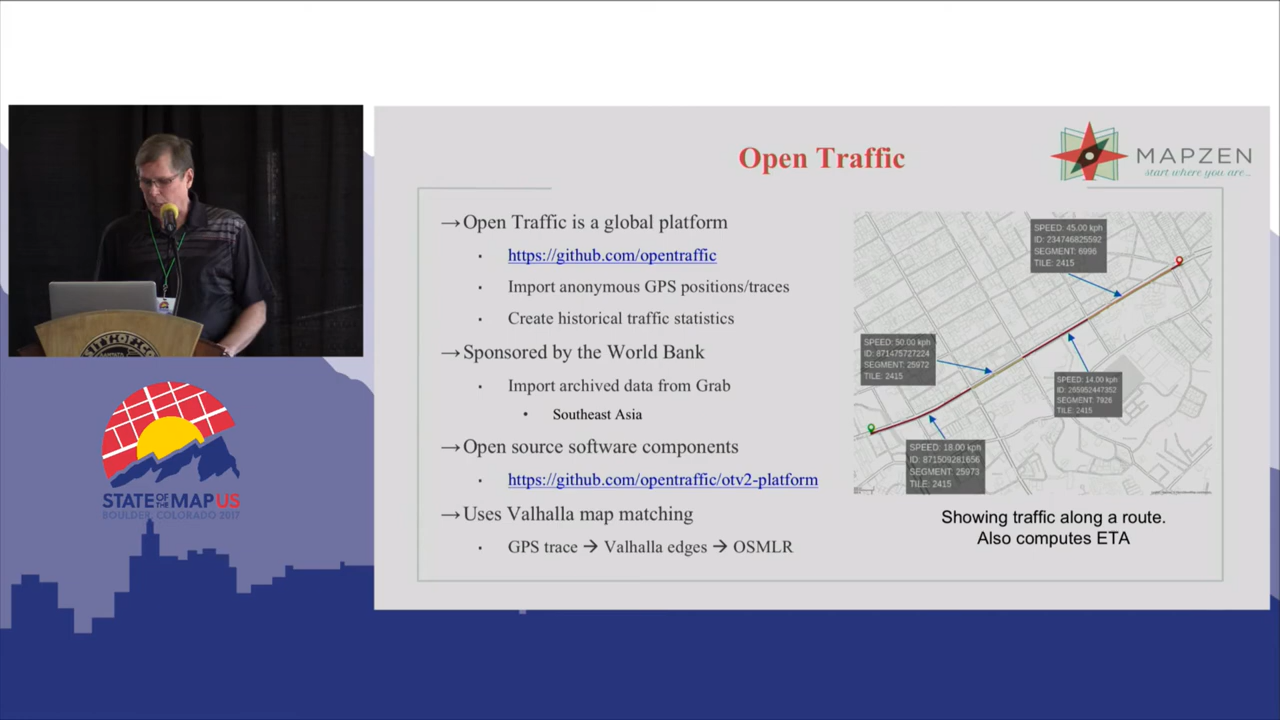 Open Traffic
MAPZEN
start where you are...
→Open Traffic is a global platform
· https://github.com/opentraffic
· Import anonymous GPS positions/traces
· Create historical traffic statistics
→Sponsored by the World Bank
· Import archived data from Grab
• Southeast Asia
→Open source software components
· https://github.com/opentraffic/otv2-platform
→Uses Valhalla map matching
· GPS trace → Valhalla edges → OSMLR
SPEED: 45.00 kph
ID: 234746825592
SEGMENT: 6996
TILE: 2415
SPEED: 50.00 kph
ID: 871475727224
SEGMENT: 25972
TILE: 2415
SPEED: 14.00 kph
ID: 265952447352
SEGMENT: 7926
TILE: 2415
SPEED: 18.00 kph
ID: 871509281656
SEGMENT: 25973
TILE: 2415
Showing traffic along a route.
Also computes ETA
STATE OF THE MAP US
BOULDER, COLORADO 2017